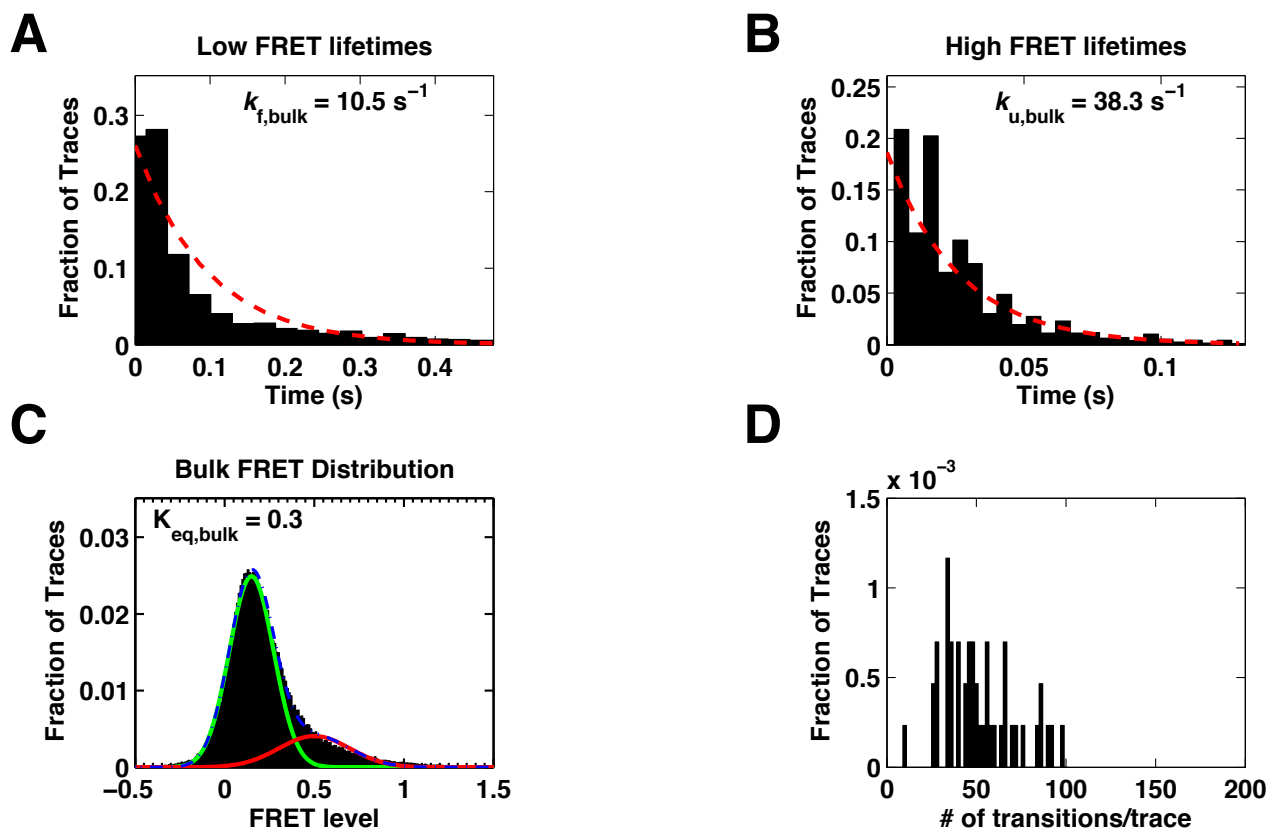 A
Low FRET lifetimes
k f,bulk = 10.5 s−1
Fraction of Traces
0.3
0.2
0.1
0
0 0.1 0.2 0.3 0.4
Time (s)
B
High FRET lifetimes
k u,bulk = 38.3 s−1
Fraction of Traces
0.25
0.2
0.15
0.1
0.05
0
0 0.05 0.1
Time (s)
C
Bulk FRET Distribution
K eq,bulk = 0.3
Fraction of Traces
0.03
0.02
0.01
0
−0.5 0 0.5 1 1.5
FRET level
D
x 10−3
Fraction of Traces
1.5
1
0.5
0
0 50 100 150 200
# of transitions/trace